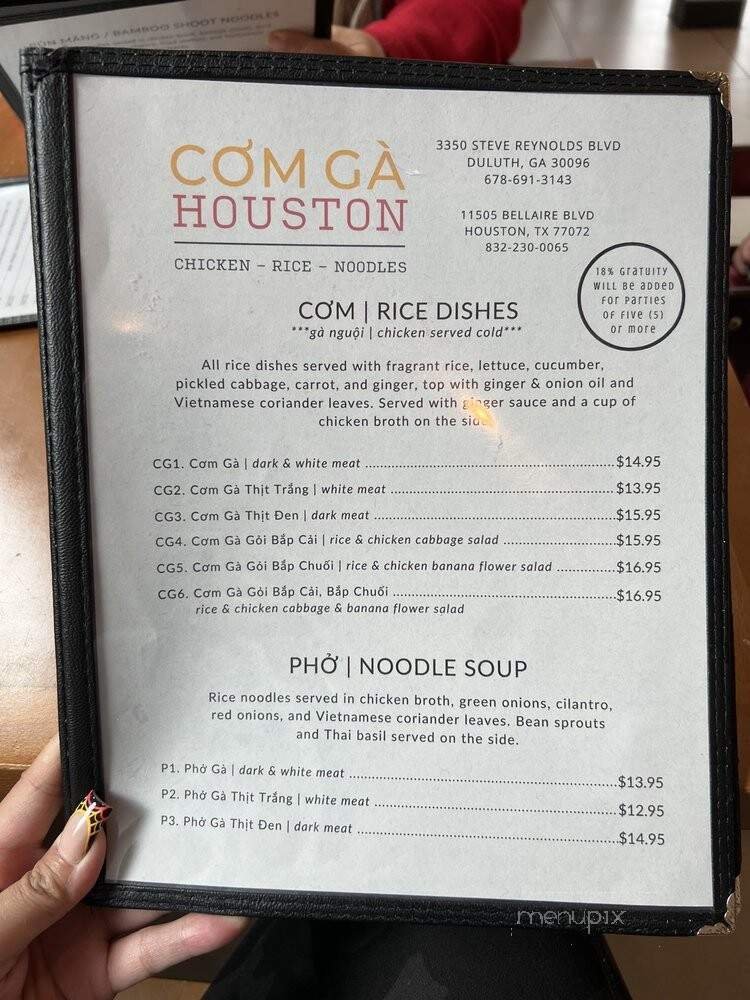 BÚN MĂNG / BAMBOO SHOOT NOODLES
CƠM GÀ
HOUSTON
CHICKEN – RICE – NOODLES
3350 STEVE REYNOLDS BLVD
DULUTH, GA 30096
678-691-3143
11505 BELLAIRE BLVD
HOUSTON, TX 77072
832-230-0065
18% Gratuity
will be added
for parties
of five (5)
or more
CƠM | RICE DISHES
***gà nguội | chicken served cold***
All rice dishes served with fragrant rice, lettuce, cucumber,
pickled cabbage, carrot, and ginger, top with ginger & onion oil and
Vietnamese coriander leaves. Served with ginger sauce and a cup of
chicken broth on the side.
CG1. Cơm Gà | dark & white meat ........ $14.95
CG2. Cơm Gà Thịt Trắng | white meat ........ $13.95
CG3. Cơm Gà Thịt Đen | dark meat ........ $15.95
CG4. Cơm Gà Gỏi Bắp Cải | rice & chicken cabbage salad ........ $15.95
CG5. Cơm Gà Gỏi Bắp Chuối | rice & chicken banana flower salad ........ $16.95
CG6. Cơm Gà Gỏi Bắp Cải, Bắp Chuối ........ $16.95
rice & chicken cabbage & banana flower salad
PHỞ | NOODLE SOUP
Rice noodles served in chicken broth, green onions, cilantro,
red onions, and Vietnamese coriander leaves. Bean sprouts
and Thai basil served on the side.
P1. Phở Gà | dark & white meat ........ $13.95
P2. Phở Gà Thịt Trắng | white meat ........ $12.95
P3. Phở Gà Thịt Đen | dark meat ........ $14.95
menupix